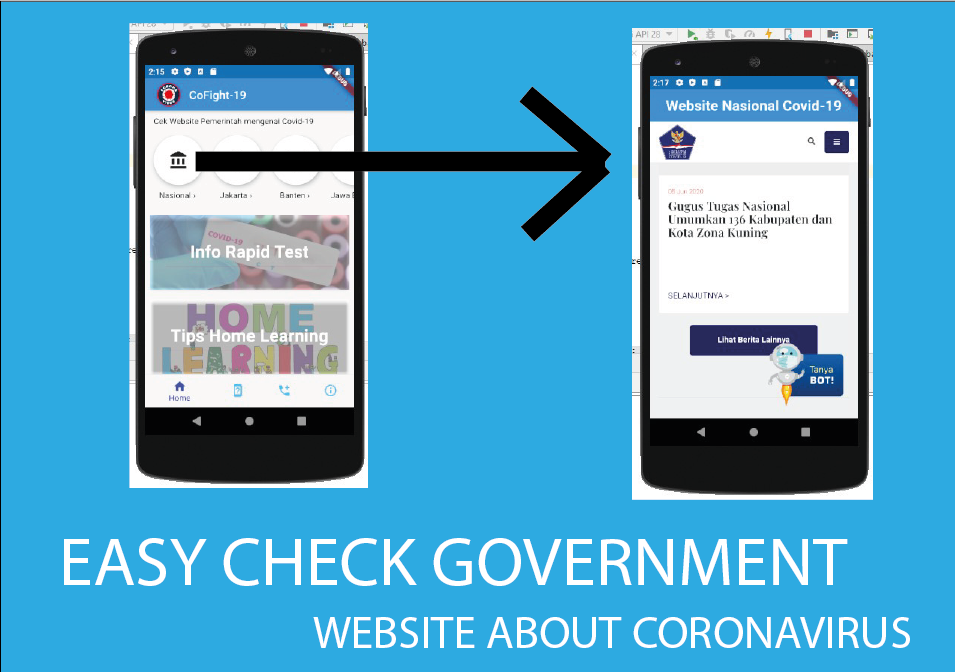 API 28
2:15
CoFight-19
Cek Website Pemerintah mengenai Covid-19
Nasional ›
Jakarta ›
Banten ›
Jawa
COVID-19
Info Rapid Test
HOME
LEARNING
Tips Home Learning
Home
API 28
2:17
Website Nasional Covid-19
05 Juli 2020
Gugus Tugas Nasional
Umumkan 136 Kabupaten dan
Kota Zona Kuning
SELANJUTNYA >
Lihat Berita Lainnya
Tanya
BOT!
EASY CHECK GOVERNMENT
WEBSITE ABOUT CORONAVIRUS